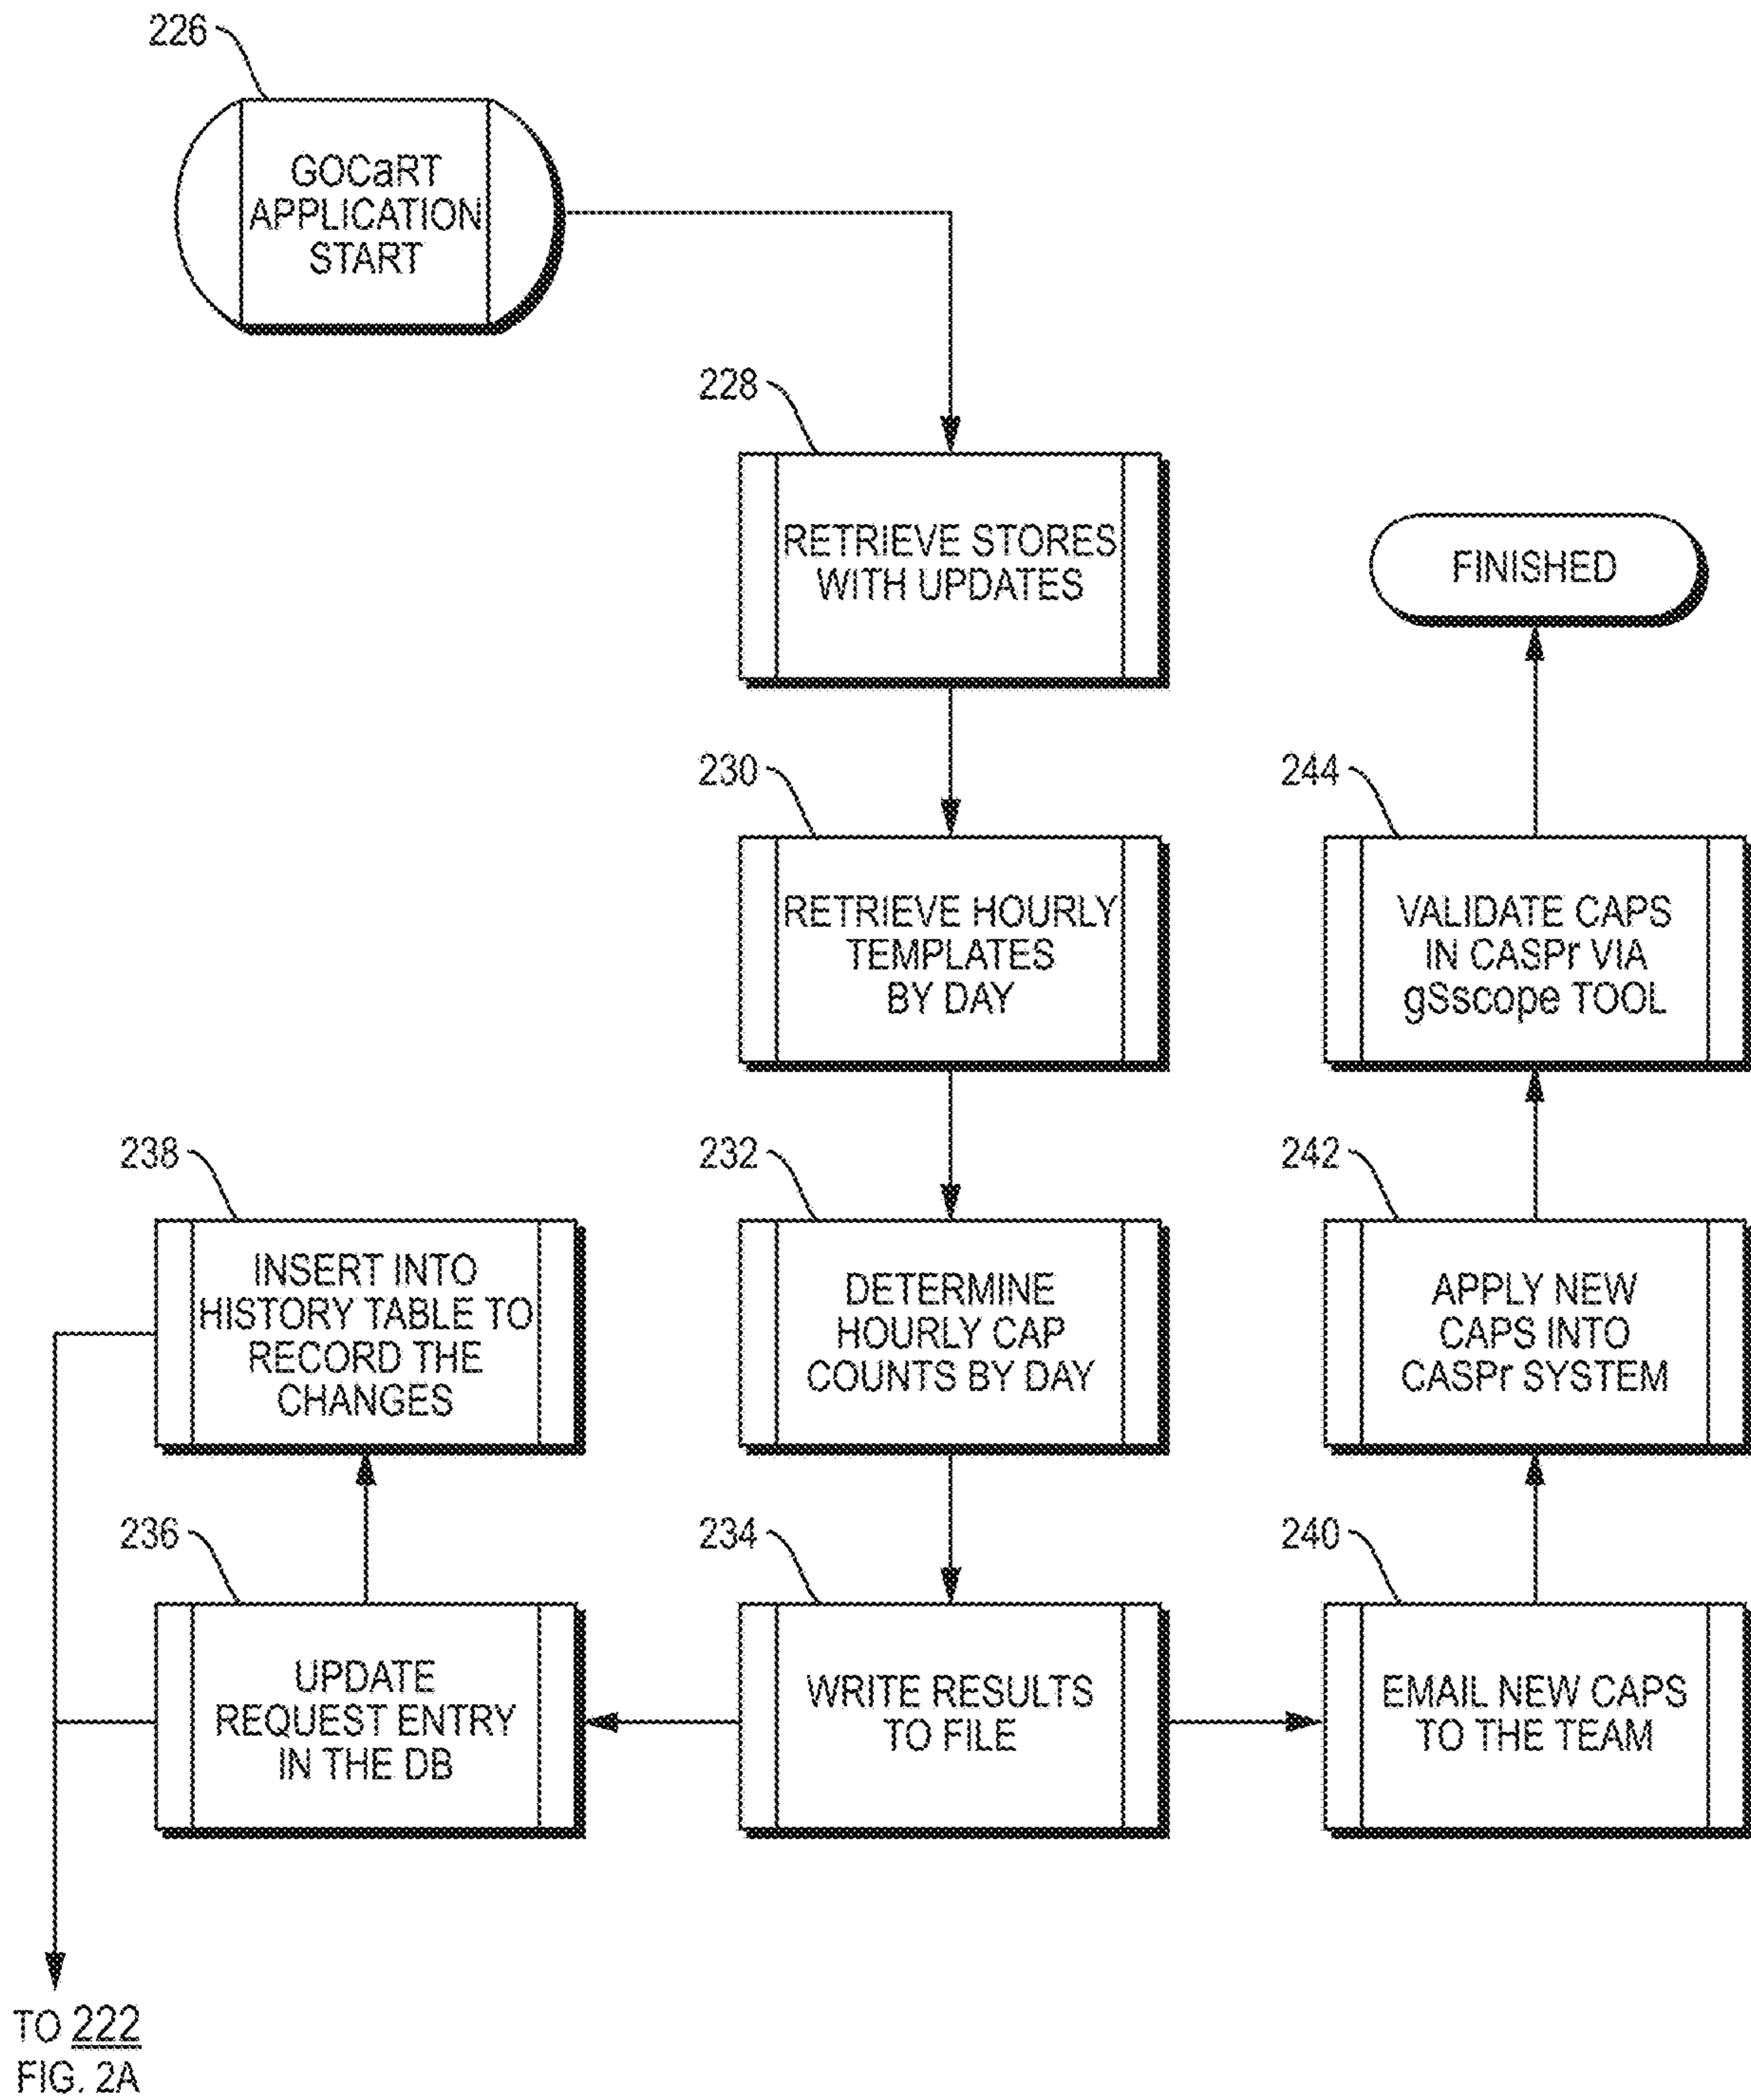 226
GOCaRT
APPLICATION
START
228
RETRIEVE STORES
WITH UPDATES
FINISHED
230
RETRIEVE HOURLY
TEMPLATES
BY DAY
244
VALIDATE CAPS
IN CASPr VIA
gSscope TOOL
238
INSERT INTO
HISTORY TABLE TO
RECORD THE
CHANGES
232
DETERMINE
HOURLY CAP
COUNTS BY DAY
242
APPLY NEW
CAPS INTO
CASPr SYSTEM
236
UPDATE
REQUEST ENTRY
IN THE DB
234
WRITE RESULTS
TO FILE
240
EMAIL NEW CAPS
TO THE TEAM
TO 222
FIG. 2A